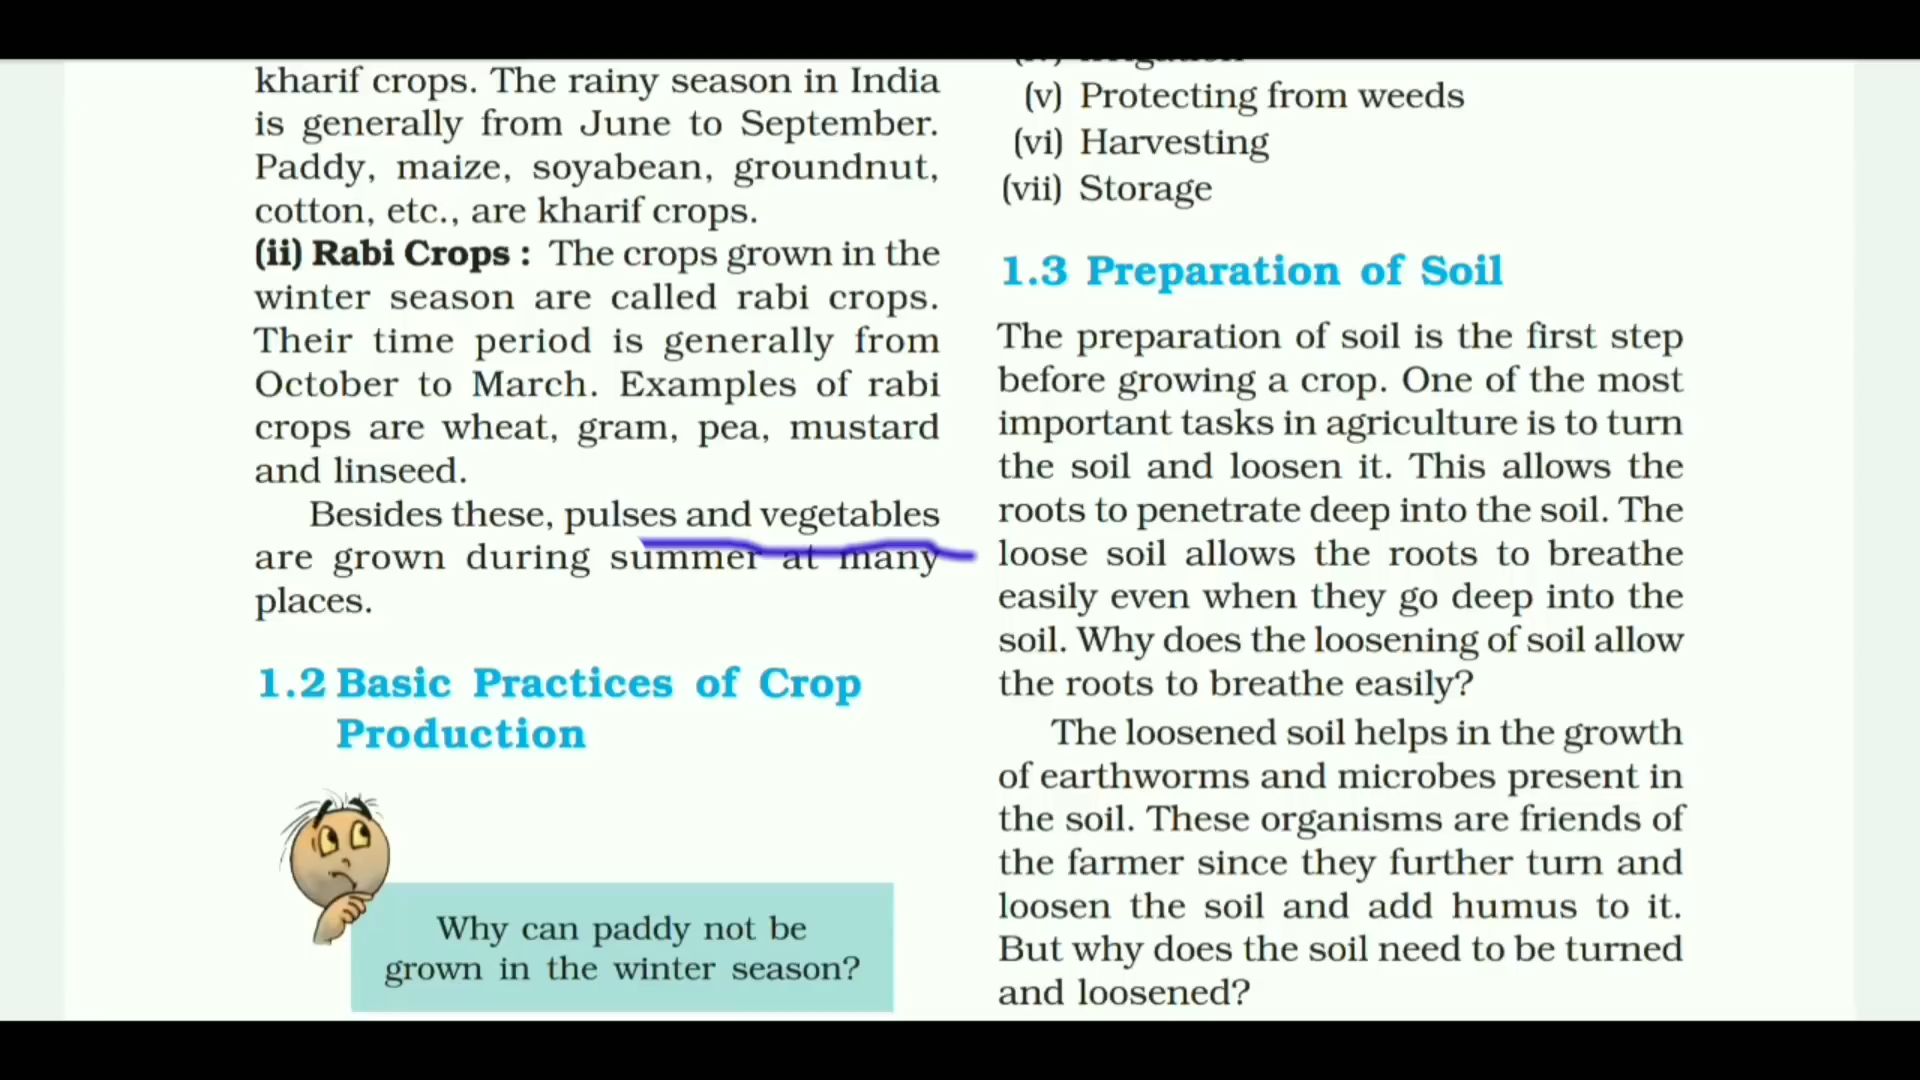 kharif crops. The rainy season in India
is generally from June to September.
Paddy, maize, soyabean, groundnut,
cotton, etc., are kharif crops.
(ii) Rabi Crops : The crops grown in the
winter season are called rabi crops.
Their time period is generally from
October to March. Examples of rabi
crops are wheat, gram, pea, mustard
and linseed.
Besides these, pulses and vegetables
are grown during summer at many
places.
1.2 Basic Practices of Crop
Production
Why can paddy not be
grown in the winter season?
(iv) Irrigation
(v) Protecting from weeds
(vi) Harvesting
(vii) Storage
1.3 Preparation of Soil
The preparation of soil is the first step
before growing a crop. One of the most
important tasks in agriculture is to turn
the soil and loosen it. This allows the
roots to penetrate deep into the soil. The
loose soil allows the roots to breathe
easily even when they go deep into the
soil. Why does the loosening of soil allow
the roots to breathe easily?
The loosened soil helps in the growth
of earthworms and microbes present in
the soil. These organisms are friends of
the farmer since they further turn and
loosen the soil and add humus to it.
But why does the soil need to be turned
and loosened?